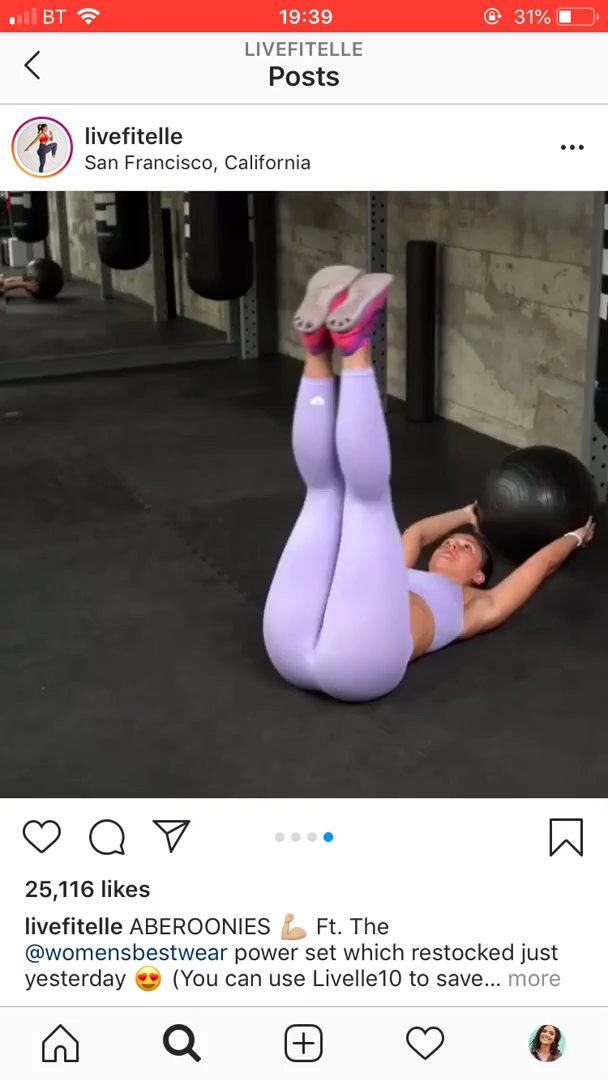 BT 19:39 31%
LIVEFITELLE
Posts
livefitelle
San Francisco, California
25,116 likes
livefitelle ABEROONIES 💪🏼 Ft. The
@womensbestwear power set which restocked just
yesterday 😍 (You can use Livelle10 to save... more